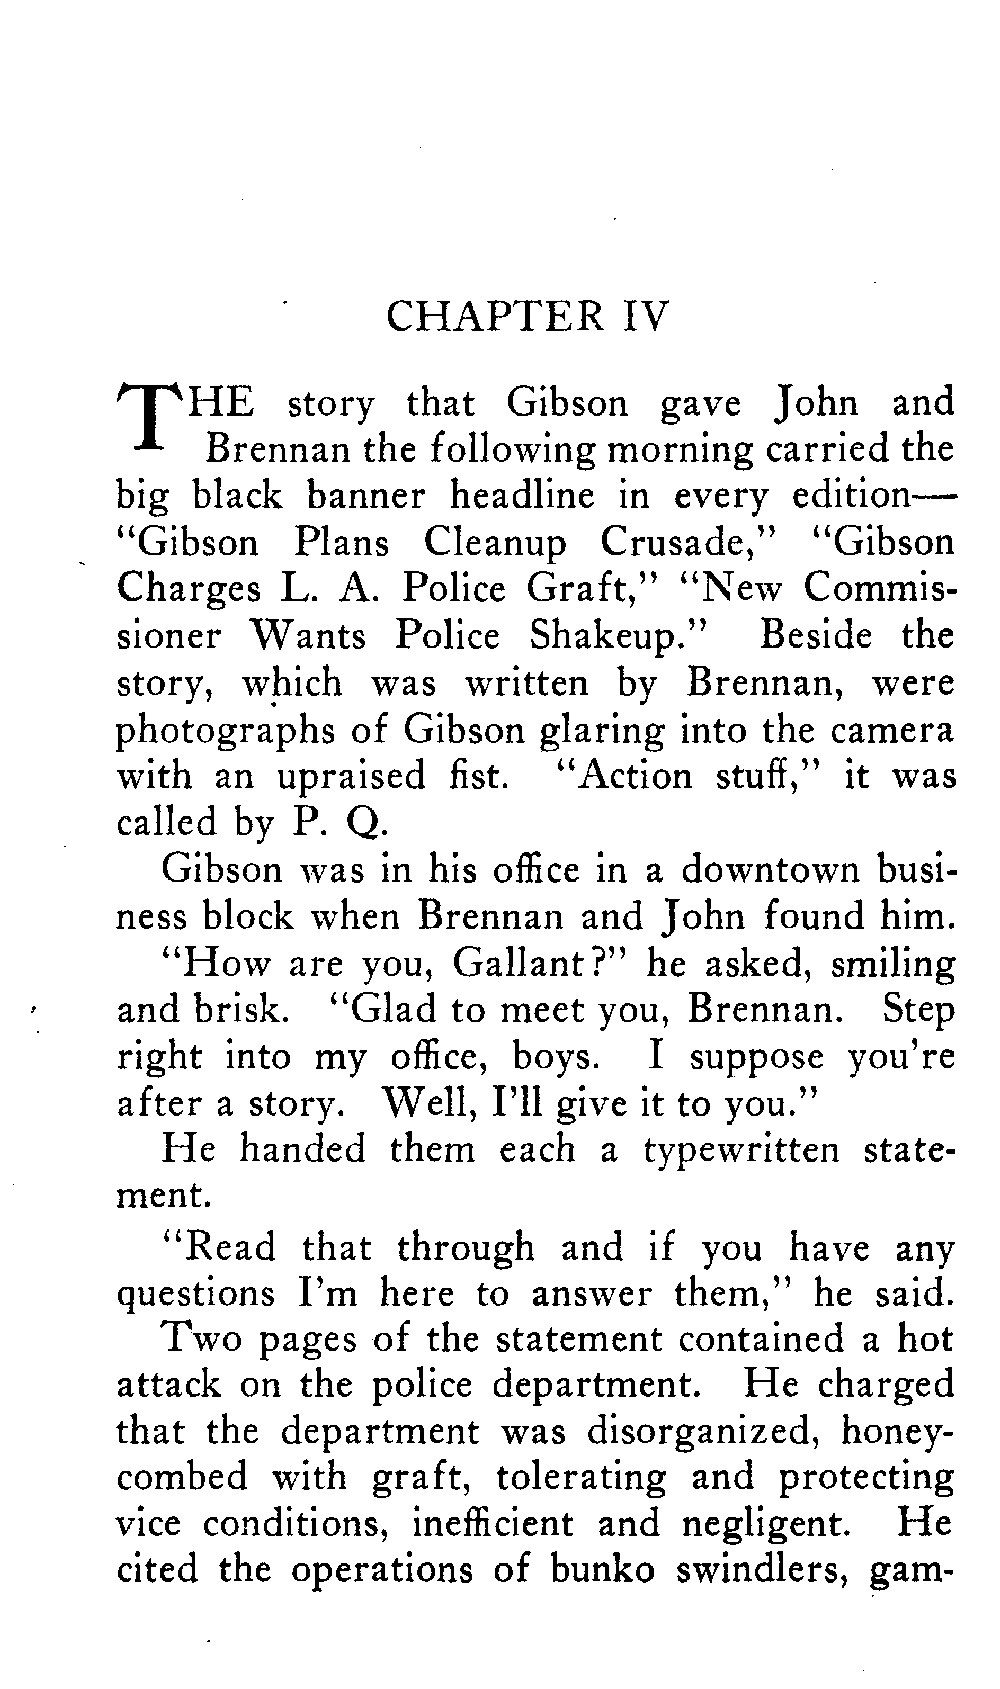 CHAPTER IV
THE story that Gibson gave John and
Brennan the following morning carried the
big black banner headline in every edition—
“Gibson Plans Cleanup Crusade,” “Gibson
Charges L. A. Police Graft,” “New Commis-
sioner Wants Police Shakeup.” Beside the
story, which was written by Brennan, were
photographs of Gibson glaring into the camera
with an upraised fist. “Action stuff,” it was
called by P. Q.
Gibson was in his office in a downtown busi-
ness block when Brennan and John found him.
“How are you, Gallant?” he asked, smiling
and brisk. “Glad to meet you, Brennan. Step
right into my office, boys. I suppose you’re
after a story. Well, I’ll give it to you.”
He handed them each a typewritten state-
ment.
“Read that through and if you have any
questions I’m here to answer them,” he said.
Two pages of the statement contained a hot
attack on the police department. He charged
that the department was disorganized, honey-
combed with graft, tolerating and protecting
vice conditions, inefficient and negligent. He
cited the operations of bunko swindlers, gam-